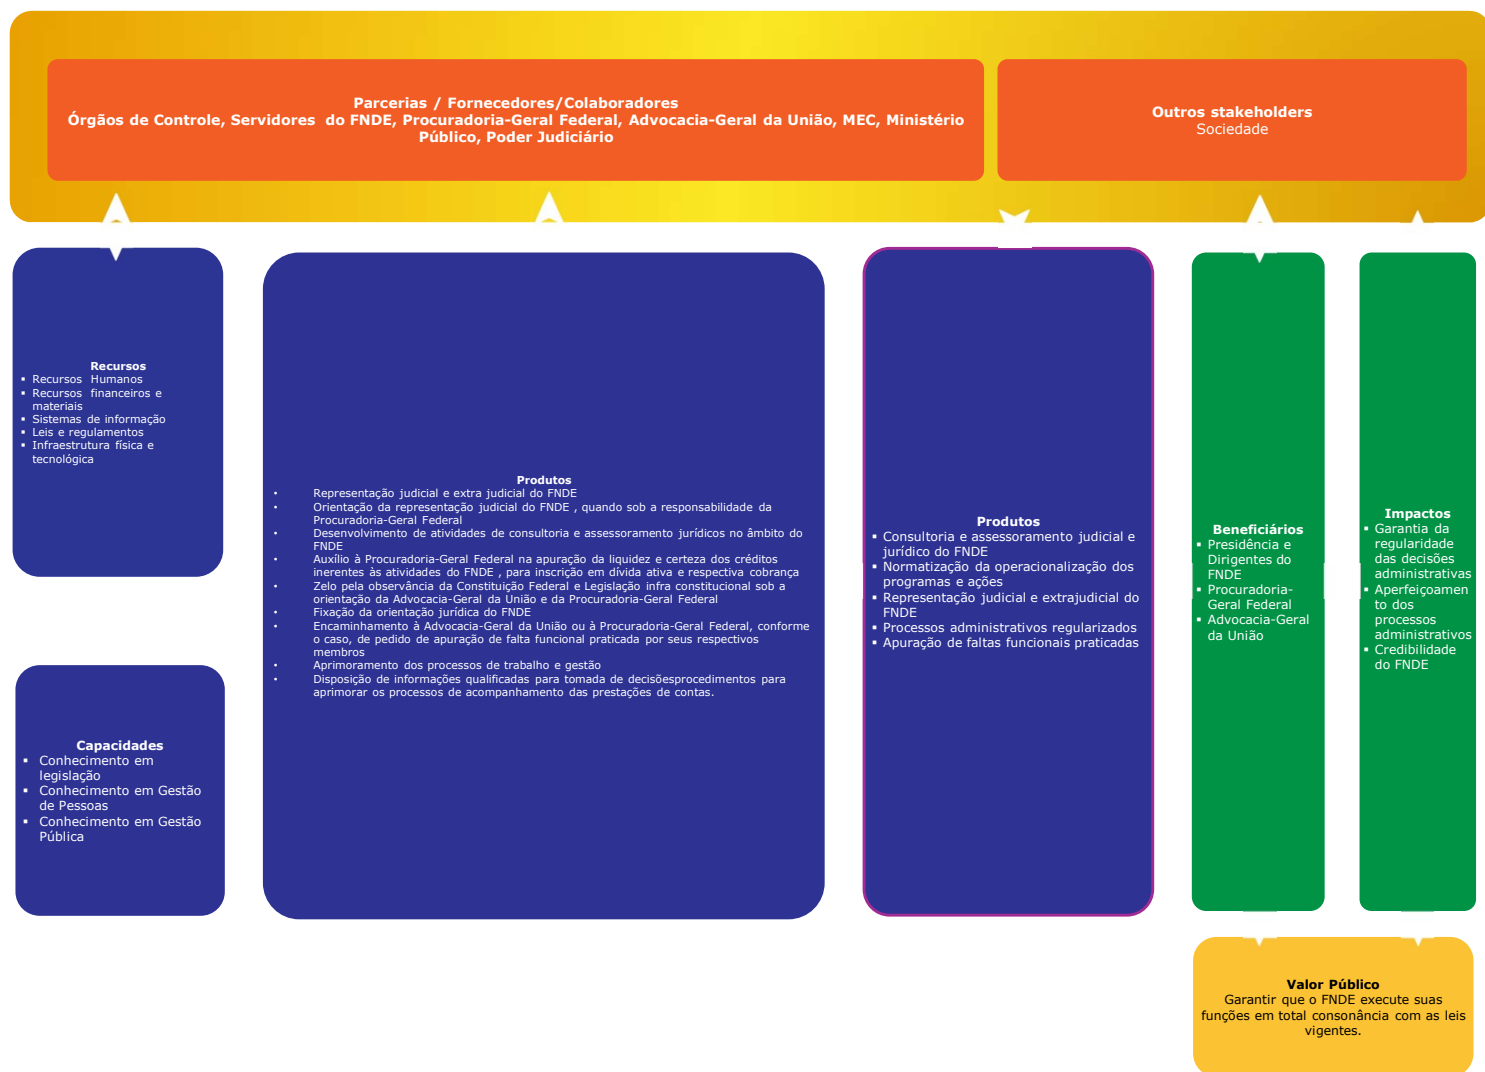 Parcerias / Fornecedores/Colaboradores
Órgãos de Controle, Servidores do FNDE, Procuradoria-Geral Federal, Advocacia-Geral da União, MEC, Ministério
Público, Poder Judiciário
Outros stakeholders
Sociedade
Recursos
▪ Recursos Humanos
▪ Recursos financeiros e
materiais
▪ Sistemas de informação
▪ Leis e regulamentos
▪ Infraestrutura física e
tecnológica
Capacidades
▪ Conhecimento em
legislação
▪ Conhecimento em Gestão
de Pessoas
▪ Conhecimento em Gestão
Pública
Produtos
• Representação judicial e extra judicial do FNDE
• Orientação da representação judicial do FNDE , quando sob a responsabilidade da
Procuradoria-Geral Federal
• Desenvolvimento de atividades de consultoria e assessoramento jurídicos no âmbito do
FNDE
• Auxílio à Procuradoria-Geral Federal na apuração da liquidez e certeza dos créditos
inerentes às atividades do FNDE , para inscrição em dívida ativa e respectiva cobrança
• Zelo pela observância da Constituição Federal e Legislação infra constitucional sob a
orientação da Advocacia-Geral da União e da Procuradoria-Geral Federal
• Fixação da orientação jurídica do FNDE
• Encaminhamento à Advocacia-Geral da União ou à Procuradoria-Geral Federal, conforme
o caso, de pedido de apuração de falta funcional praticada por seus respectivos
membros
• Aprimoramento dos processos de trabalho e gestão
• Disposição de informações qualificadas para tomada de decisõesprocedimentos para
aprimorar os processos de acompanhamento das prestações de contas.
Produtos
▪ Consultoria e assessoramento judicial e
jurídico do FNDE
▪ Normatização da operacionalização dos
programas e ações
▪ Representação judicial e extrajudicial do
FNDE
▪ Processos administrativos regularizados
▪ Apuração de faltas funcionais praticadas
Beneficiários
▪ Presidência e
Dirigentes do
FNDE
▪ Procuradoria-
Geral Federal
▪ Advocacia-Geral
da União
Impactos
▪ Garantia da
regularidade
das decisões
administrativas
▪ Aperfeiçoamen
to dos
processos
administrativos
▪ Credibilidade
do FNDE
Valor Público
Garantir que o FNDE execute suas
funções em total consonância com as leis
vigentes.